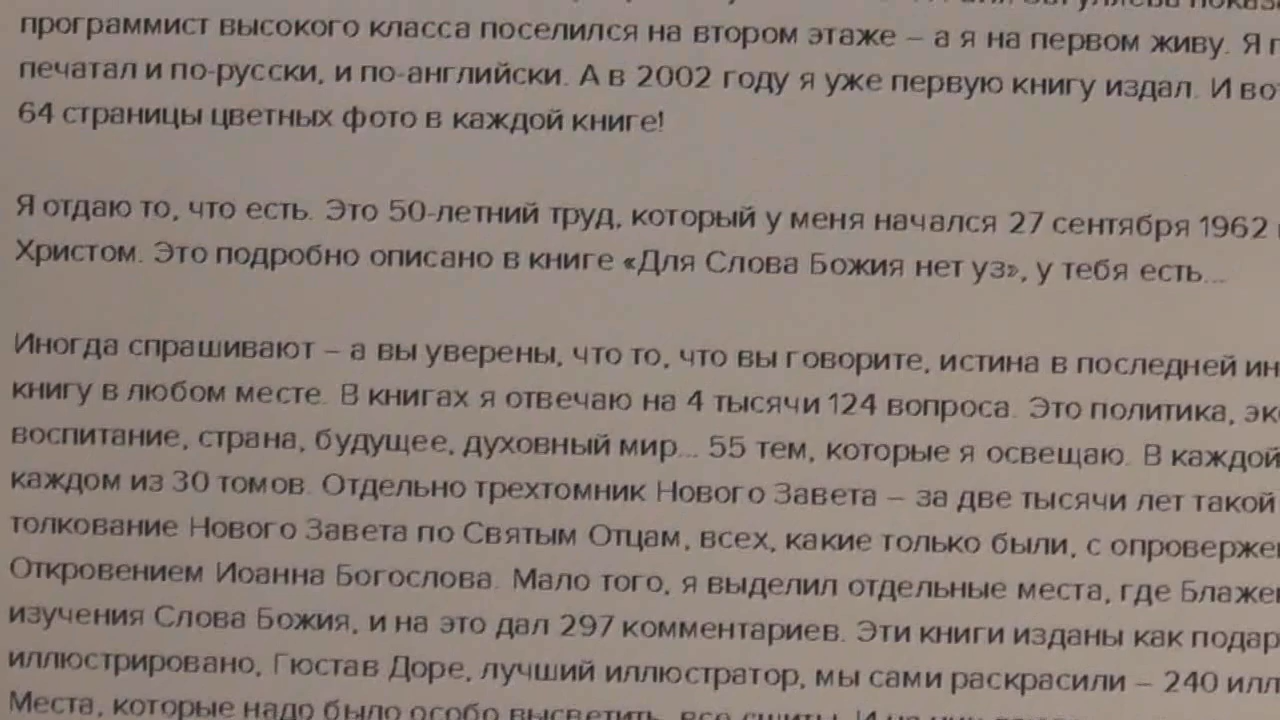 программист высокого класса поселился на втором этаже – а я на первом живу. Я
печатал и по-русски, и по-английски. А в 2002 году я уже первую книгу издал. И
64 страницы цветных фото в каждой книге!
Я отдаю то, что есть. Это 50-летний труд, который у меня начался 27 сентября 1962
Христом. Это подробно описано в книге «Для Слова Божия нет уз», у тебя есть...
Иногда спрашивают – а вы уверены, что то, что вы говорите, истина в последней
книгу в любом месте. В книгах я отвечаю на 4 тысячи 124 вопроса. Это политика,
воспитание, страна, будущее, духовный мир... 55 тем, которые я освещаю. В каждой
каждом из 30 томов. Отдельно трехтомник Нового Завета – за две тысячи лет такой
толкование Нового Завета по Святым Отцам, всех, какие только были, с
Откровением Иоанна Богослова. Мало того, я выделил отдельные места, где
изучения Слова Божия, и на это дал 297 комментариев. Эти книги изданы как
иллюстрировано, Гюстав Доре, лучший иллюстратор, мы сами раскрасили – 240
Места, которые надо было особо высветить, все